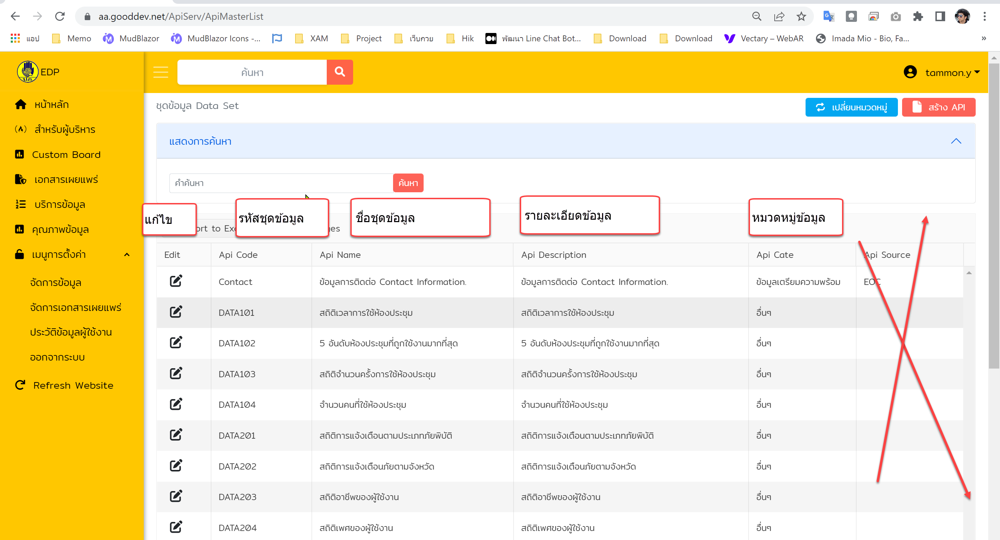 aa.gooddev.net/ApiServ/ApiMasterList
แอป Memo MudBlazor MudBlazor Icons -... XAM Project เว็บกวย Hik พัฒนา Line Chat Bot... Download Download Vectary – WebAR Imada Mio - Bio, Fa... »
EDP
ค้นหา
tammon.y
หน้าหลัก
สำหรับผู้บริหาร
Custom Board
เอกสารเผยแพร่
บริการข้อมูล
คุณภาพข้อมูล
เมนูการตั้งค่า
จัดการข้อมูล
จัดการเอกสารเผยแพร่
ประวัติข้อมูลผู้ใช้งาน
ออกจากระบบ
Refresh Website
ชุดข้อมูล Data Set
เปลี่ยนหมวดหมู่ สร้าง API
แสดงการค้นหา
คำค้นหา ค้นหา
แก้ไข รหัสชุดข้อมูล ชื่อชุดข้อมูล รายละเอียดข้อมูล หมวดหมู่ข้อมูล
ort to Exc es
Edit Api Code Api Name Api Description Api Cate Api Source
Contact ข้อมูลการติดต่อ Contact Information. ข้อมูลการติดต่อ Contact Information. ข้อมูลเตรียมความพร้อม EOC
DATA101 สถิติเวลาการใช้ห้องประชุม สถิติเวลาการใช้ห้องประชุม อื่นๆ
DATA102 5 อันดับห้องประชุมที่ถูกใช้งานมากที่สุด 5 อันดับห้องประชุมที่ถูกใช้งานมากที่สุด อื่นๆ
DATA103 สถิติจำนวนครั้งการใช้ห้องประชุม สถิติจำนวนครั้งการใช้ห้องประชุม อื่นๆ
DATA104 จำนวนคนที่ใช้ห้องประชุม จำนวนคนที่ใช้ห้องประชุม อื่นๆ
DATA201 สถิติการแจ้งเตือนตามประเภทภัยพิบัติ สถิติการแจ้งเตือนตามประเภทภัยพิบัติ อื่นๆ
DATA202 สถิติการแจ้งเตือนภัยตามจังหวัด สถิติการแจ้งเตือนภัยตามจังหวัด อื่นๆ
DATA203 สถิติอาชีพของผู้ใช้งาน สถิติอาชีพของผู้ใช้งาน อื่นๆ
DATA204 สถิติเพศของผู้ใช้งาน สถิติเพศของผู้ใช้งาน อื่นๆ